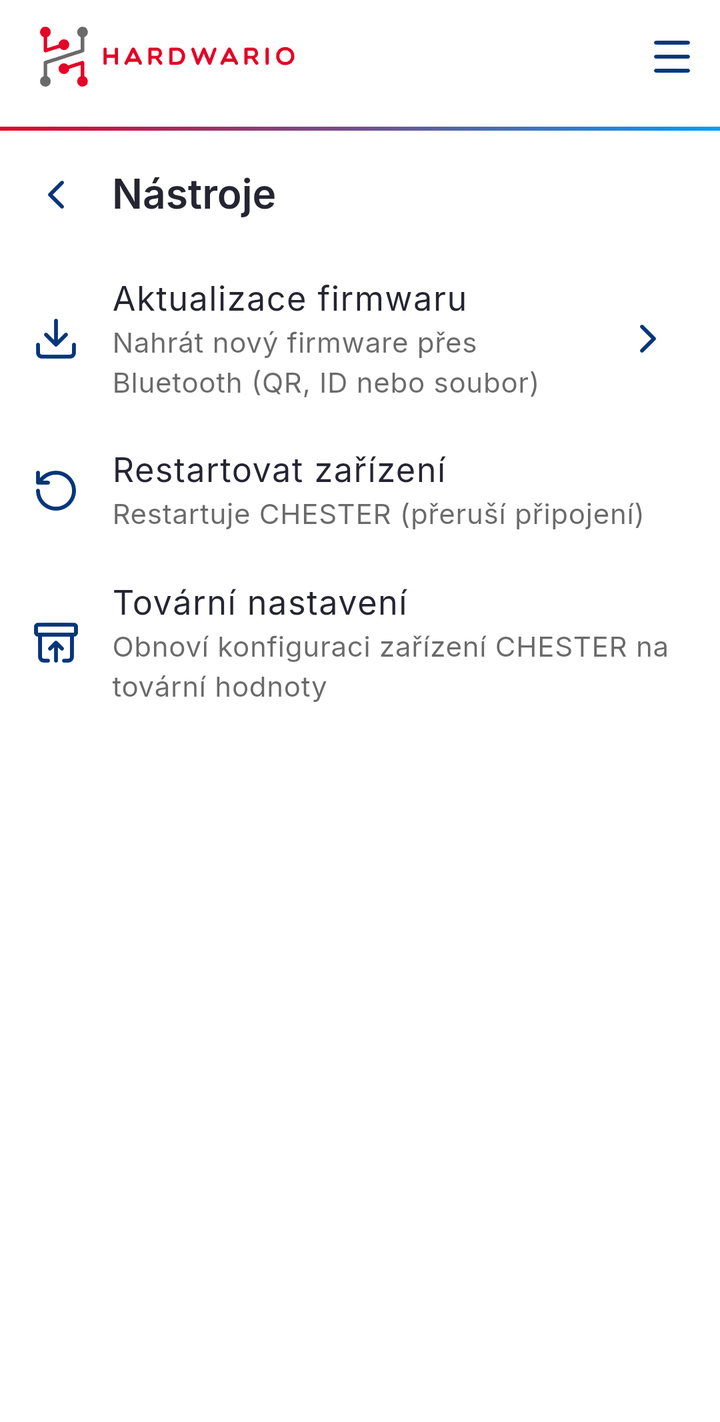 HARDWARIO
Nástroje
Aktualizace firmwaru
Nahrát nový firmware přes
Bluetooth (QR, ID nebo soubor)
Restartovat zařízení
Restartuje CHESTER (přeruší připojení)
Tovární nastavení
Obnoví konfiguraci zařízení CHESTER na
tovární hodnoty